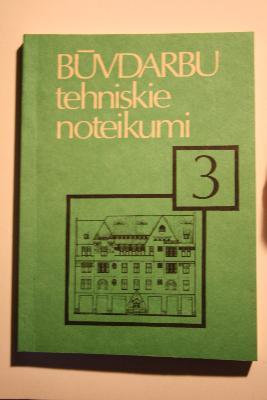 BŪVDARBU
tehniskie
noteikumi
3